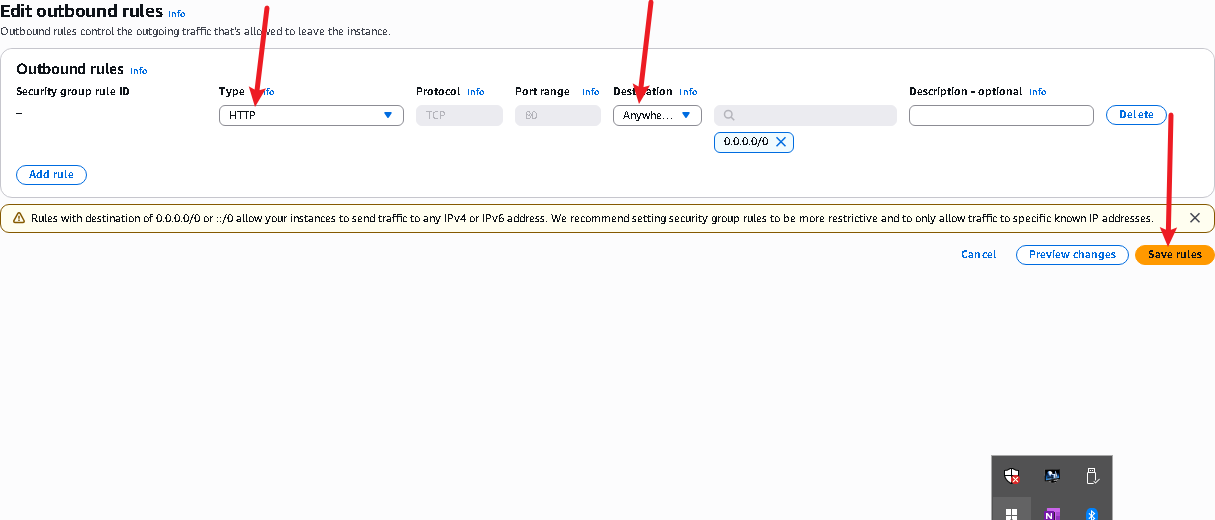 Edit outbound rules Info
Outbound rules control the outgoing traffic that's allowed to leave the instance.
Outbound rules Info
Security group rule ID Type Info Protocol Info Port range Info Destination Info Description - optional Info
– HTTP TCP 80 Anywhe... Delete
0.0.0.0/0
Add rule
Rules with destination of 0.0.0.0/0 or ::/0 allow your instances to send traffic to any IPv4 or IPv6 address. We recommend setting security group rules to be more restrictive and to only allow traffic to specific known IP addresses.
Cancel Preview changes Save rules